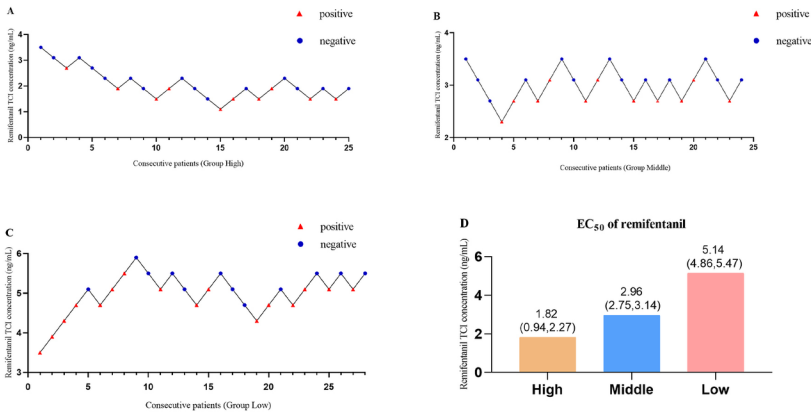 A
positive
negative
Remifentanil TCI concentration (ng/mL)
4
3
2
1
0
0
5
10
15
20
25
Consecutive patients (Group High)
B
positive
negative
Remifentanil TCI concentration (ng/mL)
4
3
2
0
5
10
15
20
25
Consecutive patients (Group Middle)
C
positive
negative
Remifentanil TCI concentration (ng/mL)
6
5
4
3
0
5
10
15
20
25
Consecutive patients (Group Low)
D
EC50 of remifentanil
Remifentanil TCI concentration (ng/mL)
6
4
2
0
1.82
(0.94,2.27)
2.96
(2.75,3.14)
5.14
(4.86,5.47)
High
Middle
Low